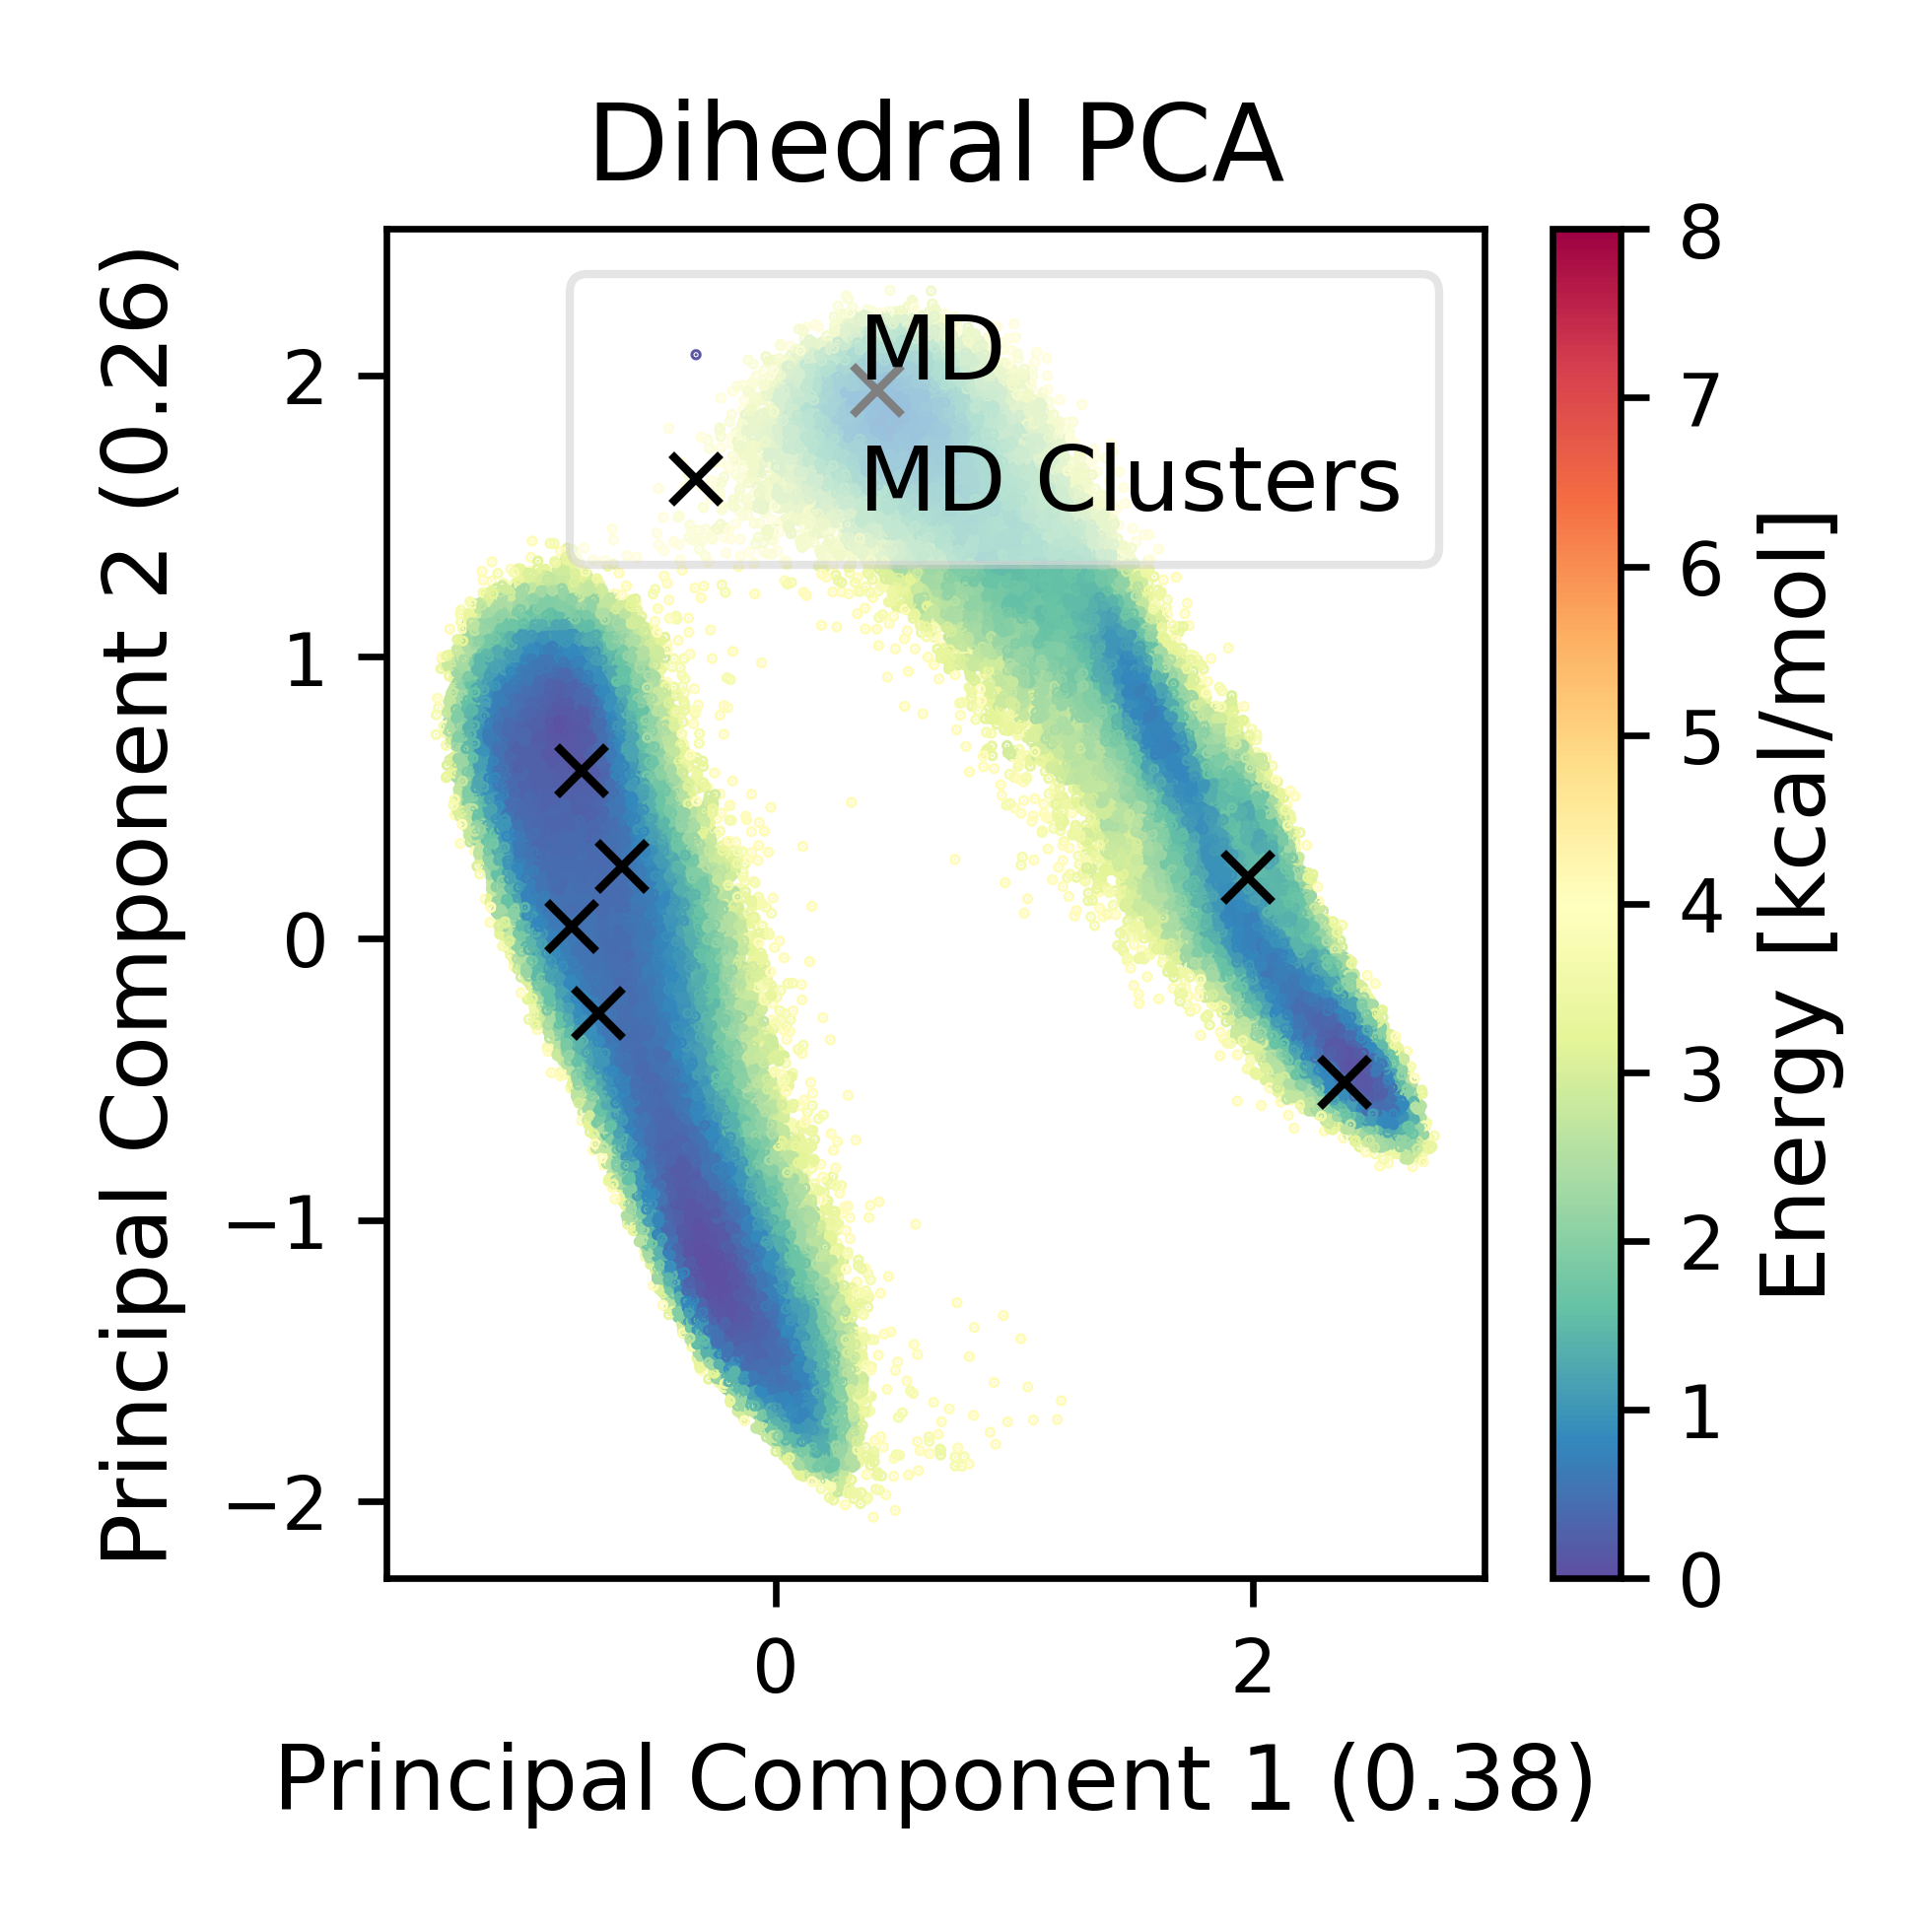 Dihedral PCA
MD
MD Clusters
Principal Component 2 (0.26)
2
1
0
−1
−2
0
2
Principal Component 1 (0.38)
8
7
6
5
4
3
2
1
0
Energy [kcal/mol]